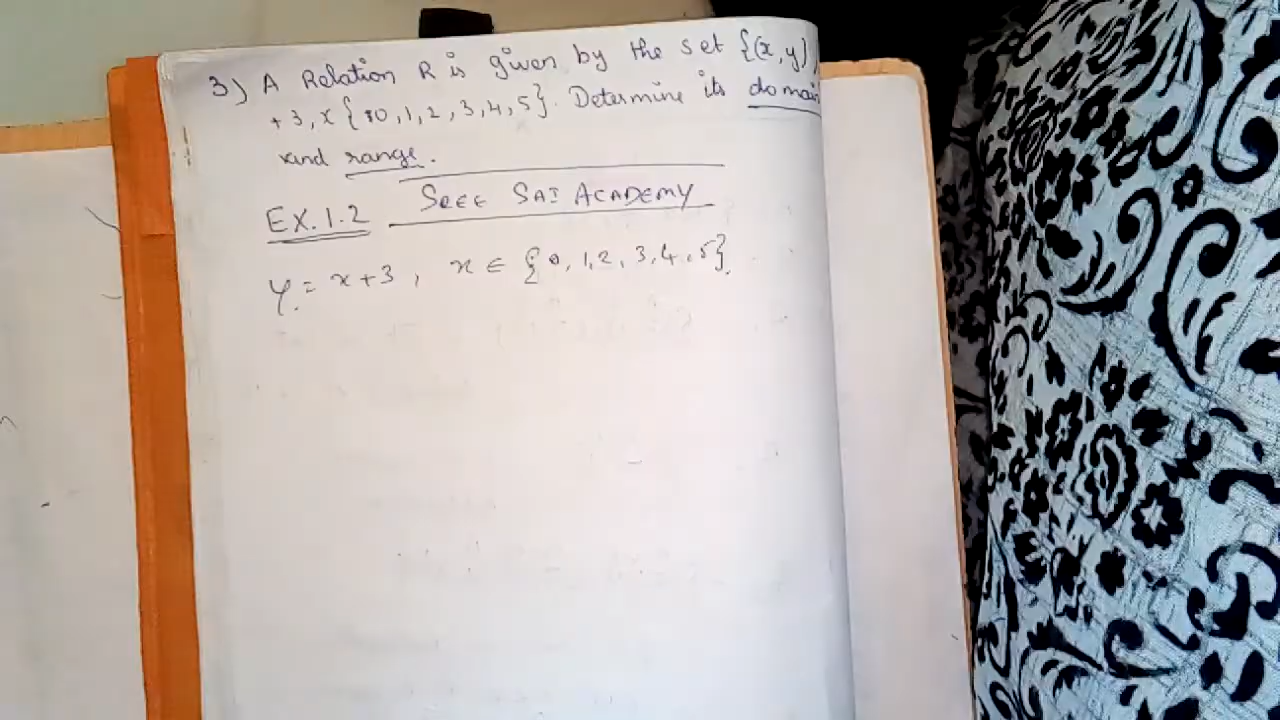 3) A Relation R is given by the set {(x,y)
+3, x {0,1,2,3,4,5}. Determine its domain
and range.
SREE SAI ACADEMY
EX.1.2
y = x+3, x ∈ {0,1,2,3,4,5}.